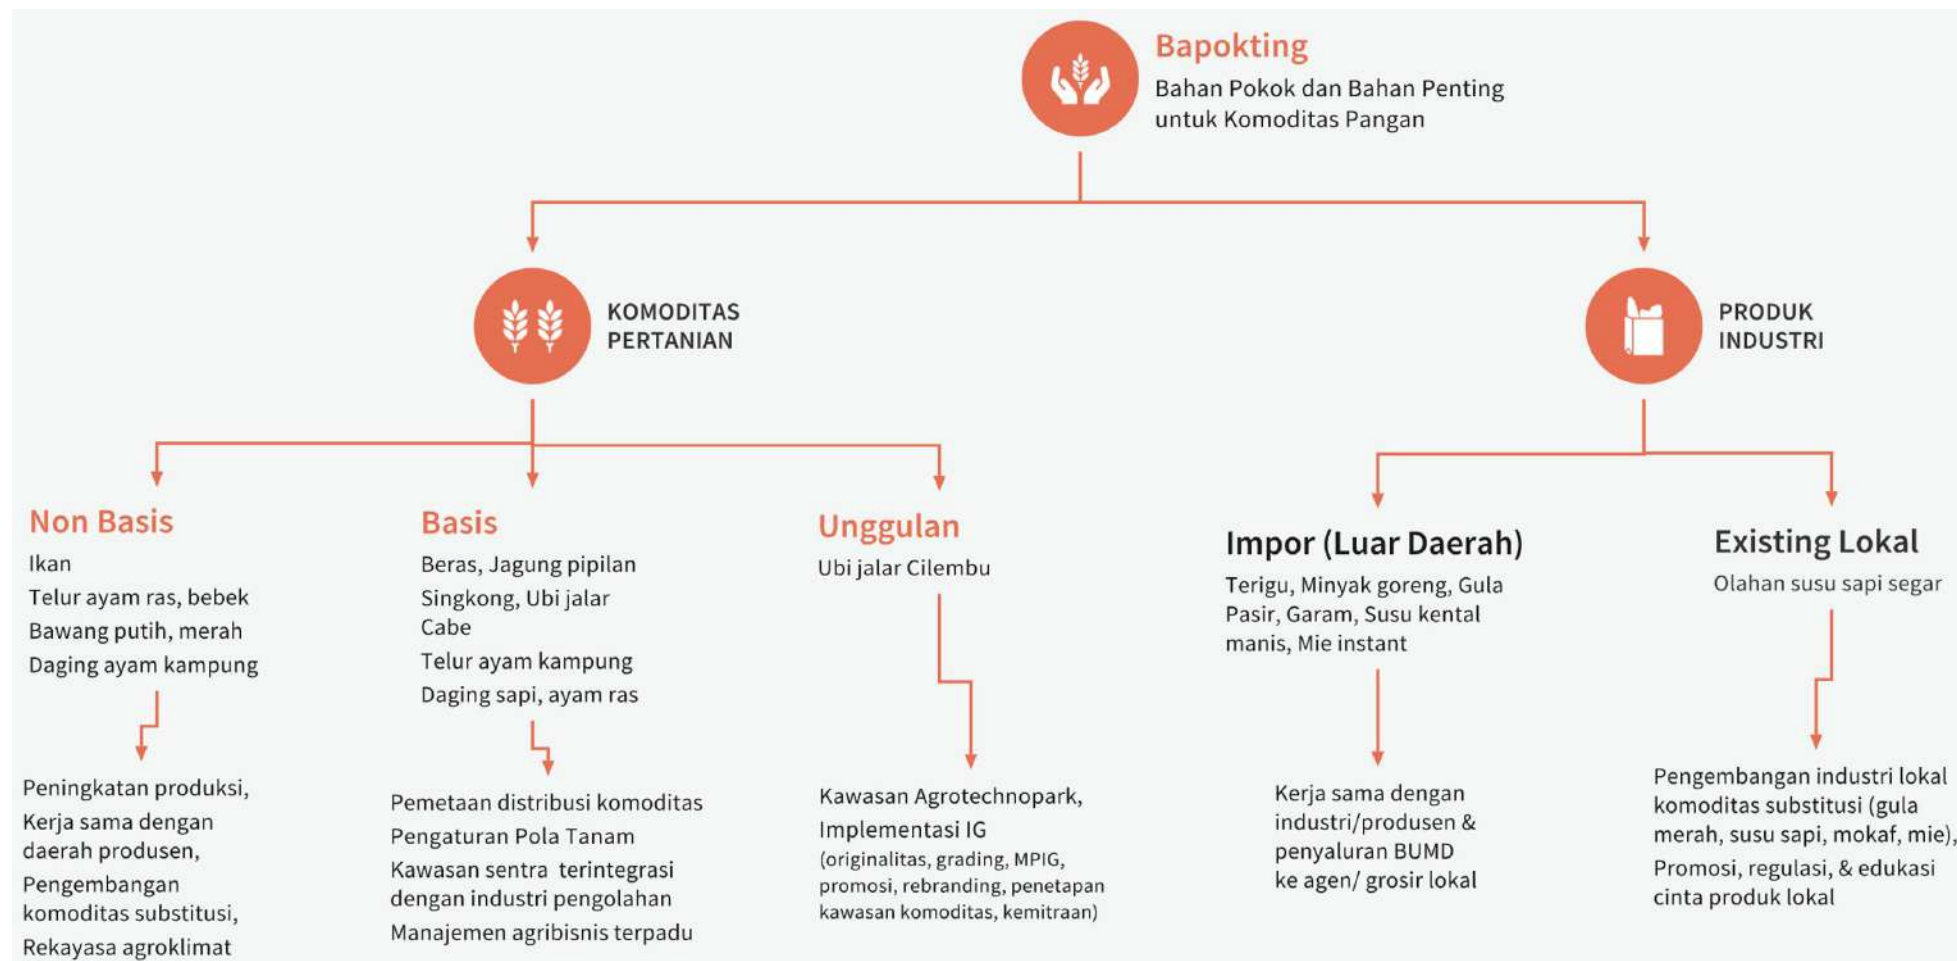 Bapokting
Bahan Pokok dan Bahan Penting
untuk Komoditas Pangan
KOMODITAS
PERTANIAN
PRODUK
INDUSTRI
Non Basis
Ikan
Telur ayam ras, bebek
Bawang putih, merah
Daging ayam kampung
Peningkatan produksi,
Kerja sama dengan
daerah produsen,
Pengembangan
komoditas substitusi,
Rekayasa agroklimat
Basis
Beras, Jagung pipilan
Singkong, Ubi jalar
Cabe
Telur ayam kampung
Daging sapi, ayam ras
Pemetaan distribusi komoditas
Pengaturan Pola Tanam
Kawasan sentra terintegrasi
dengan industri pengolahan
Manajemen agribisnis terpadu
Unggulan
Ubi jalar Cilembu
Kawasan Agrotechnopark,
Implementasi IG
(originalitas, grading, MPIG,
promosi, rebranding, penetapan
kawasan komoditas, kemitraan)
Impor (Luar Daerah)
Terigu, Minyak goreng, Gula
Pasir, Garam, Susu kental
manis, Mie instant
Kerja sama dengan
industri/produsen &
penyaluran BUMD
ke agen/ grosir lokal
Existing Lokal
Olahan susu sapi segar
Pengembangan industri lokal
komoditas substitusi (gula
merah, susu sapi, mokaf, mie),
Promosi, regulasi, & edukasi
cinta produk lokal